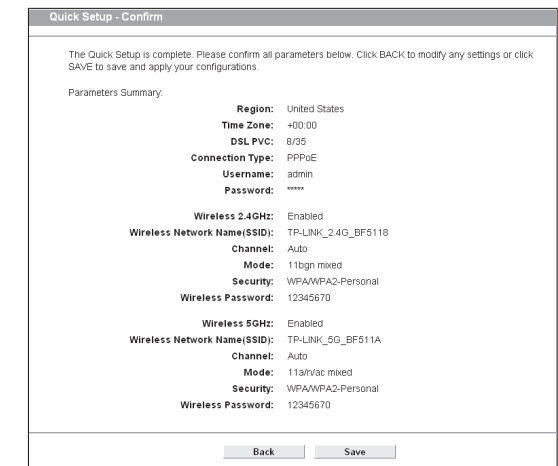 Quick Setup - Confirm
The Quick Setup is complete. Please confirm all parameters below. Click BACK to modify any settings or click
SAVE to save and apply your configurations.
Parameters Summary:
Region: United States
Time Zone: +00:00
DSL PVC: 8/35
Connection Type: PPPoE
Username: admin
Password: *****
Wireless 2.4GHz: Enabled
Wireless Network Name(SSID): TP-LINK_2.4G_BF5118
Channel: Auto
Mode: 11bgn mixed
Security: WPA/WPA2-Personal
Wireless Password: 12345670
Wireless 5GHz: Enabled
Wireless Network Name(SSID): TP-LINK_5G_BF511A
Channel: Auto
Mode: 11a/n/ac mixed
Security: WPA/WPA2-Personal
Wireless Password: 12345670
Back Save